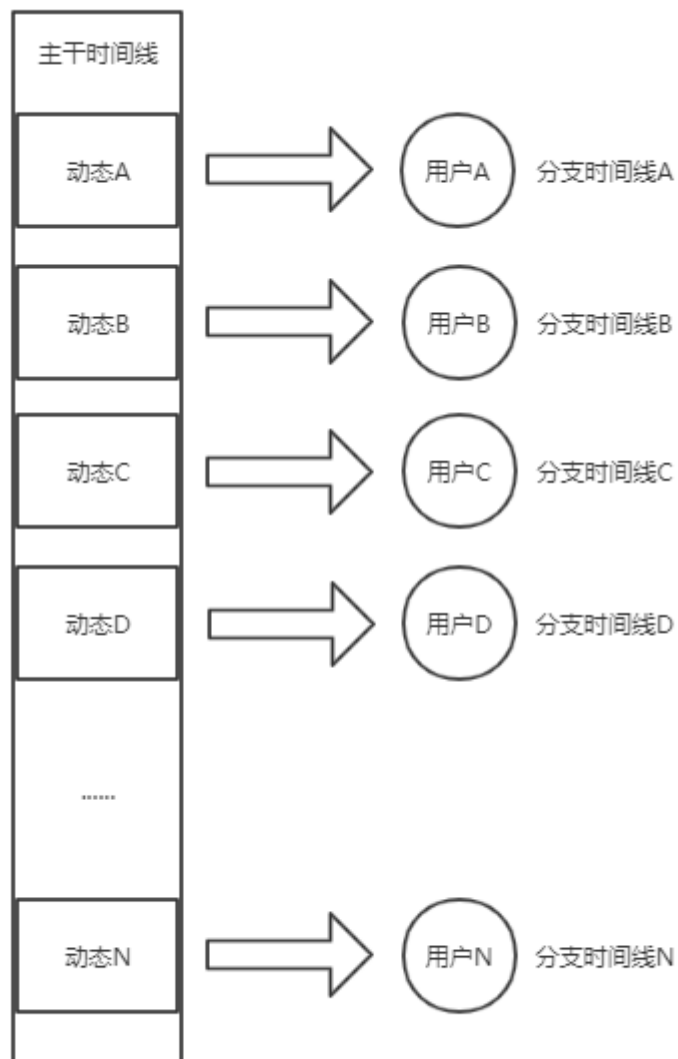 主干时间线
动态A 用户A 分支时间线A
动态B 用户B 分支时间线B
动态C 用户C 分支时间线C
动态D 用户D 分支时间线D
......
动态N 用户N 分支时间线N